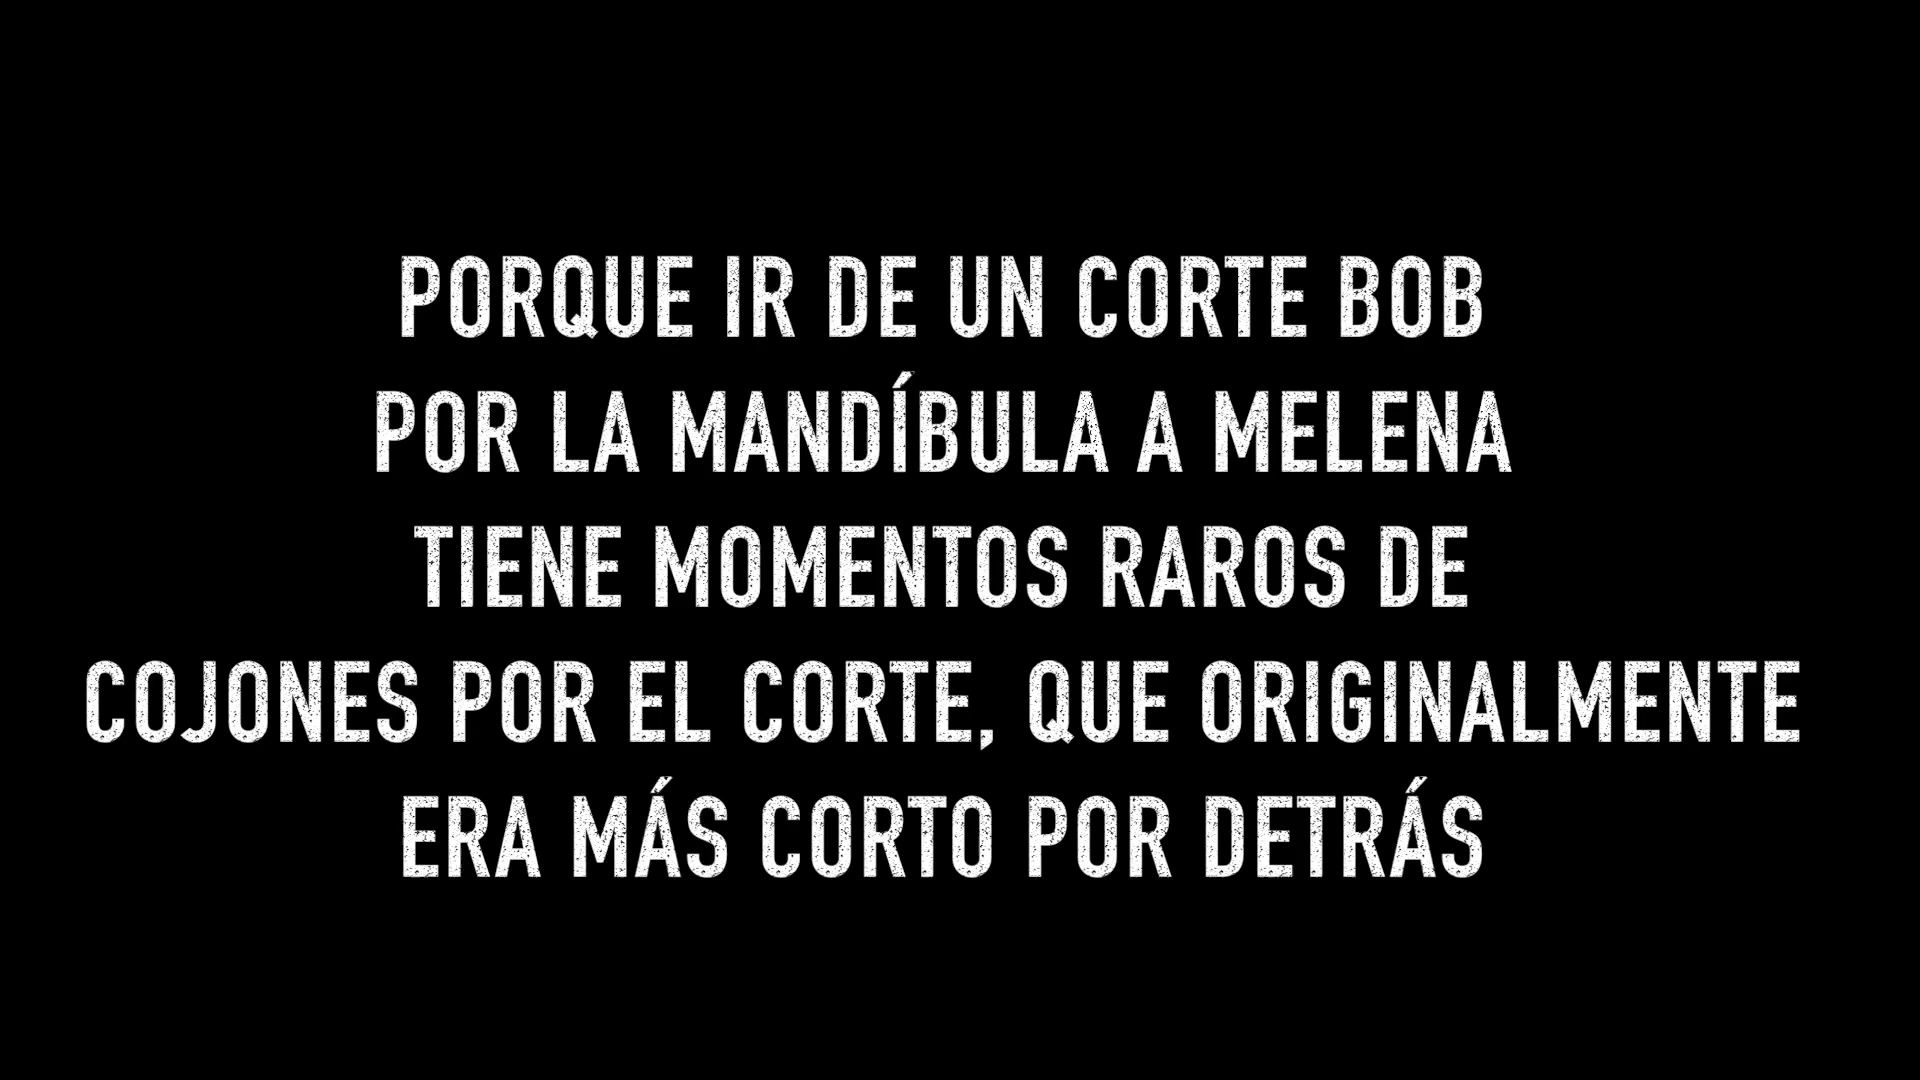 PORQUE IR DE UN CORTE BOB
POR LA MANDÍBULA A MELENA
TIENE MOMENTOS RAROS DE
COJONES POR EL CORTE, QUE ORIGINALMENTE
ERA MÁS CORTO POR DETRÁS